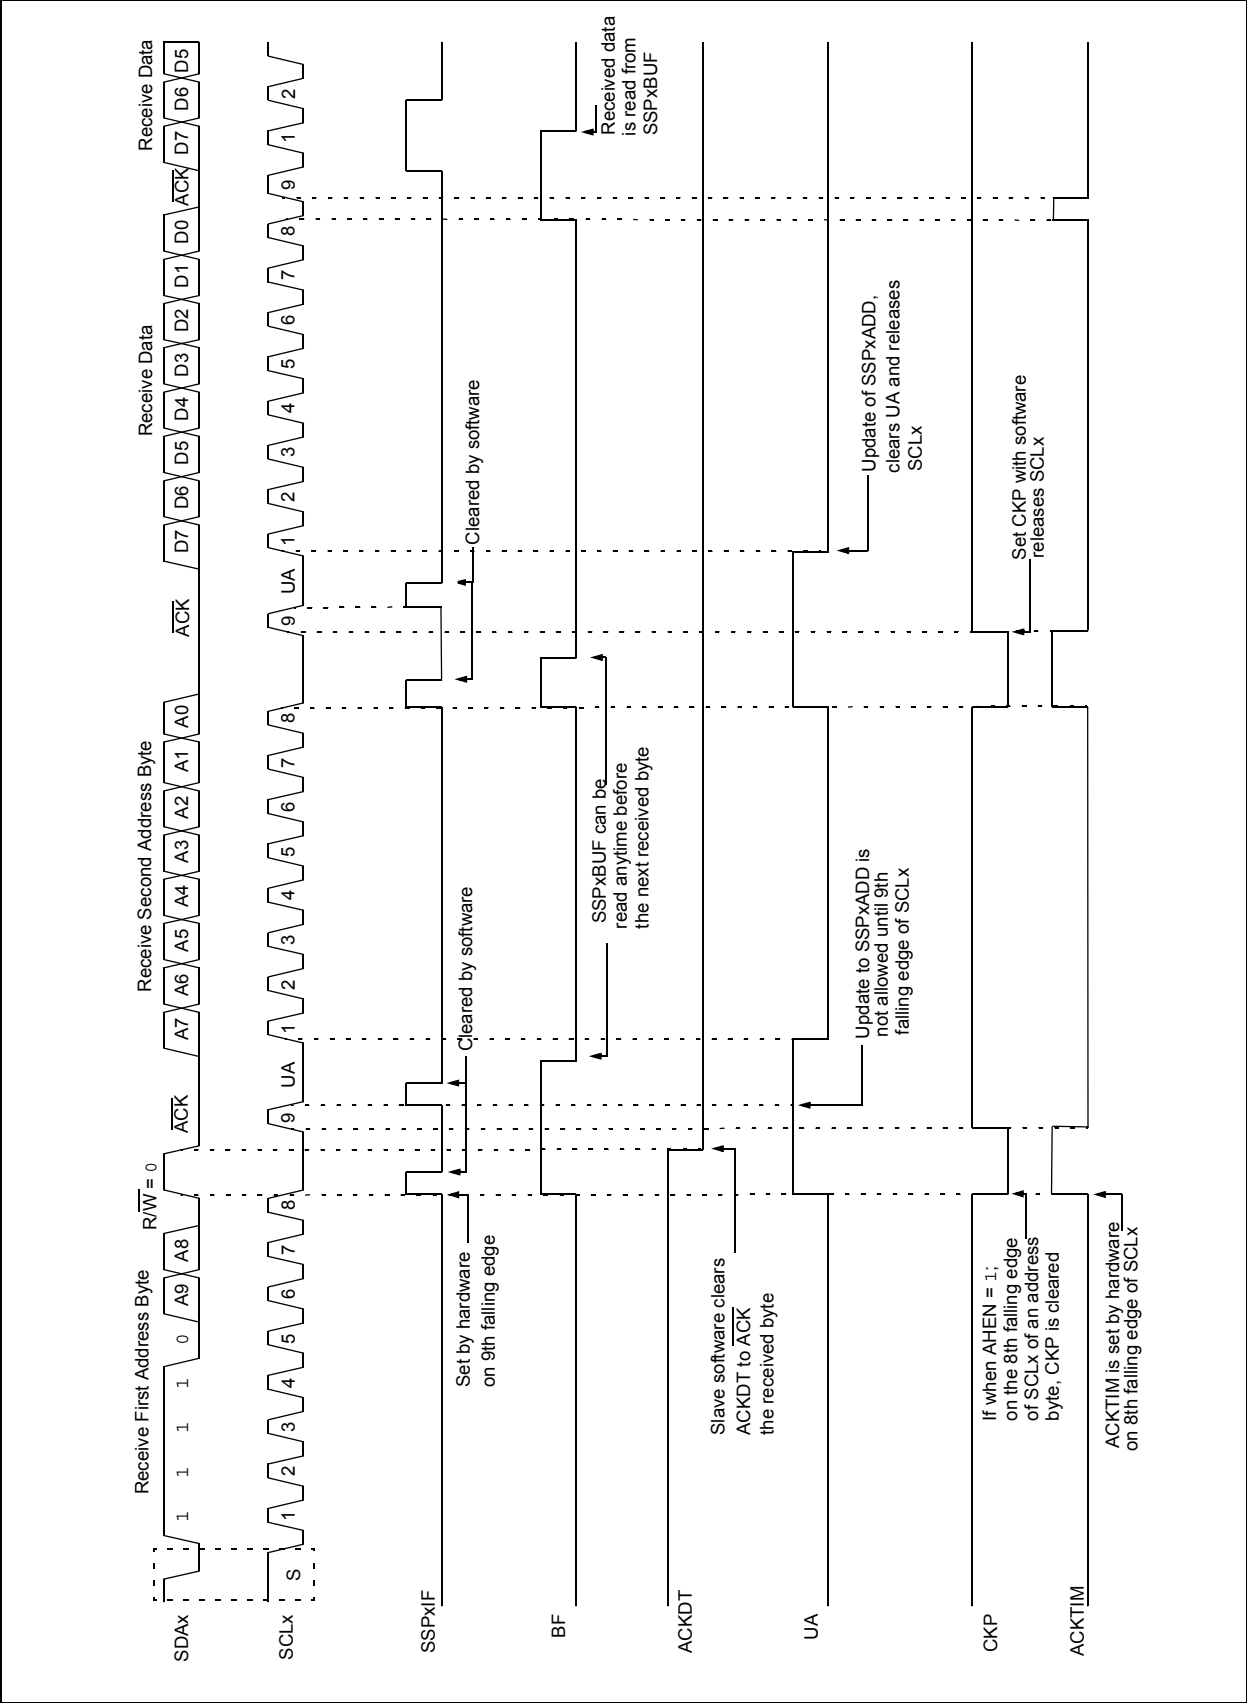 Receive First Address Byte
R/W = 0
Receive Second Address Byte
Receive Data
Receive Data
SDAx
1 1 1 1 0 A9 A8
ACK
A7 A6 A5 A4 A3 A2 A1 A0
ACK
D7 D6 D5 D4 D3 D2 D1 D0
ACK
D7 D6 D5
SCLx
S 1 2 3 4 5 6 7 8 9 UA 1 2 3 4 5 6 7 8 9 UA 1 2 3 4 5 6 7 8 9 1 2
SSPxIF
Set by hardware
on 9th falling edge
Cleared by software
Cleared by software
BF
SSPxBUF can be
read anytime before
the next received byte
Received data
is read from
SSPxBUF
ACKDT
Slave software clears
ACKDT to ACK
the received byte
UA
Update to SSPxADD is
not allowed until 9th
falling edge of SCLx
Update of SSPxADD,
clears UA and releases
SCLx
CKP
If when AHEN = 1;
on the 8th falling edge
of SCLx of an address
byte, CKP is cleared
Set CKP with software
releases SCLx
ACKTIM
ACKTIM is set by hardware
on 8th falling edge of SCLx